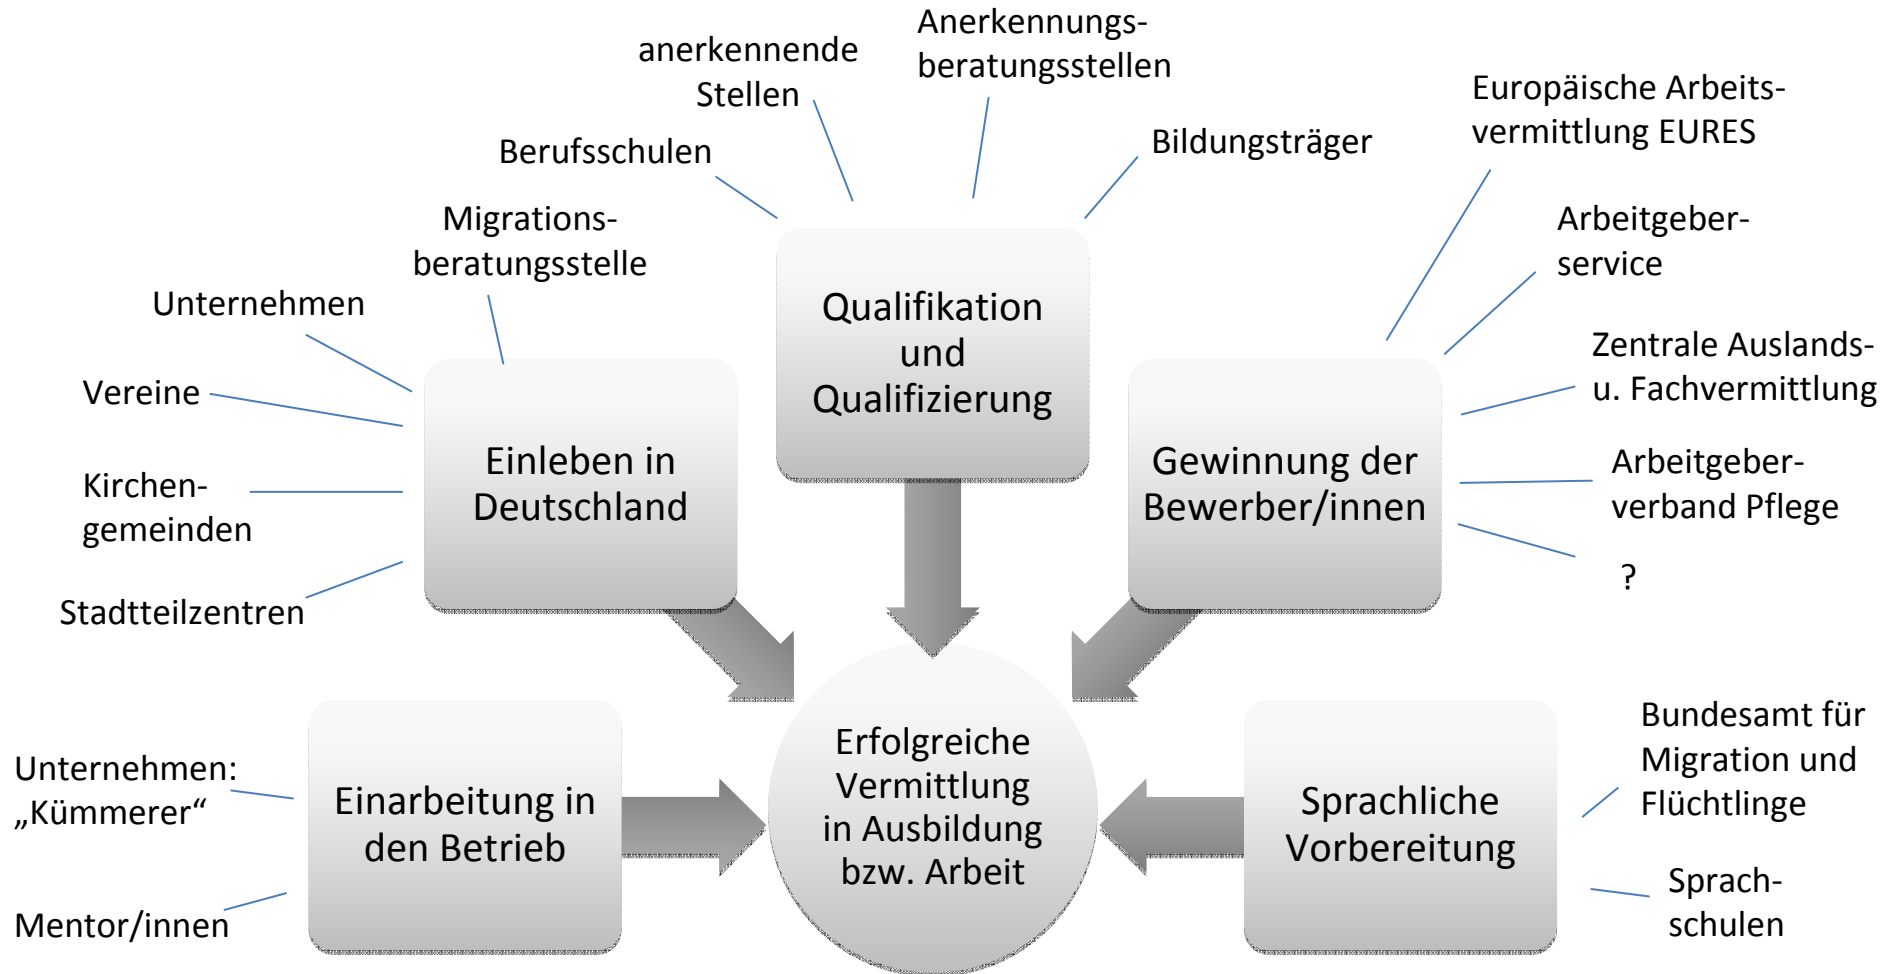 Anerkennungs-
beratungsstellen
anerkennende
Stellen
Berufsschulen
Bildungsträger
Europäische Arbeits-
vermittlung EURES
Migrations-
beratungsstelle
Arbeitgeber-
service
Unternehmen
Vereine
Kirchen-
gemeinden
Stadtteilzentren
Einleben in
Deutschland
Qualifikation
und
Qualifizierung
Gewinnung der
Bewerber/innen
Zentrale Auslands-
u. Fachvermittlung
Arbeitgeber-
verband Pflege
?
Unternehmen:
„Kümmerer“
Mentor/innen
Einarbeitung in
den Betrieb
Erfolgreiche
Vermittlung
in Ausbildung
bzw. Arbeit
Sprachliche
Vorbereitung
Bundesamt für
Migration und
Flüchtlinge
Sprach-
schulen